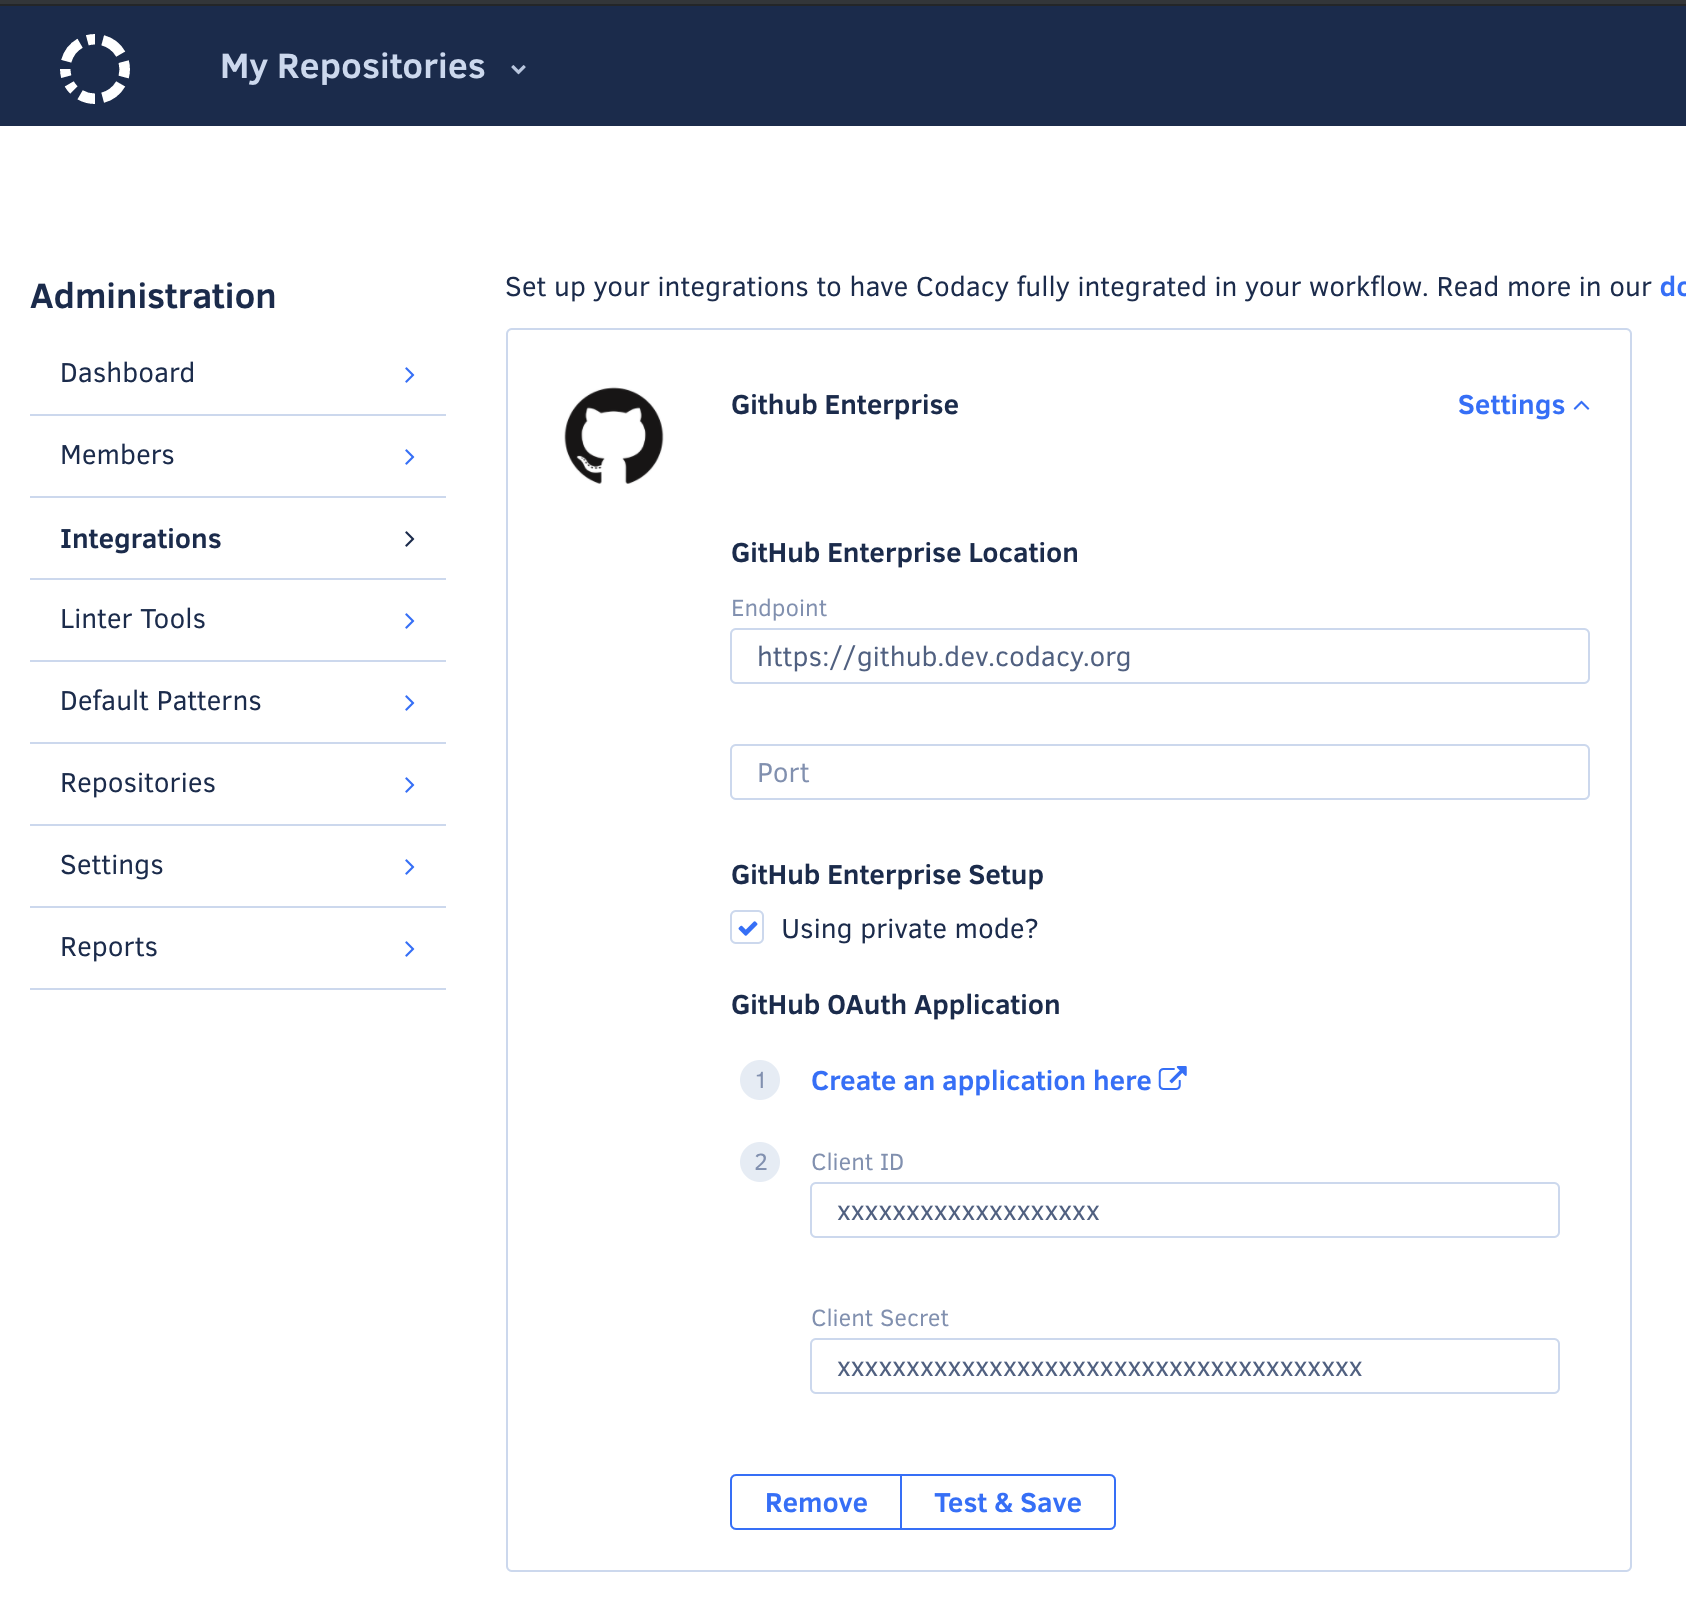 My Repositories
Administration
Dashboard
Members
Integrations
Linter Tools
Default Patterns
Repositories
Settings
Reports
Set up your integrations to have Codacy fully integrated in your workflow. Read more in our
Github Enterprise
Settings
GitHub Enterprise Location
Endpoint
https://github.dev.codacy.org
Port
GitHub Enterprise Setup
Using private mode?
GitHub OAuth Application
1 Create an application here
2 Client ID
xxxxxxxxxxxxxxxxxxx
Client Secret
xxxxxxxxxxxxxxxxxxxxxxxxxxxxxxxxxxxxxx
Remove
Test & Save